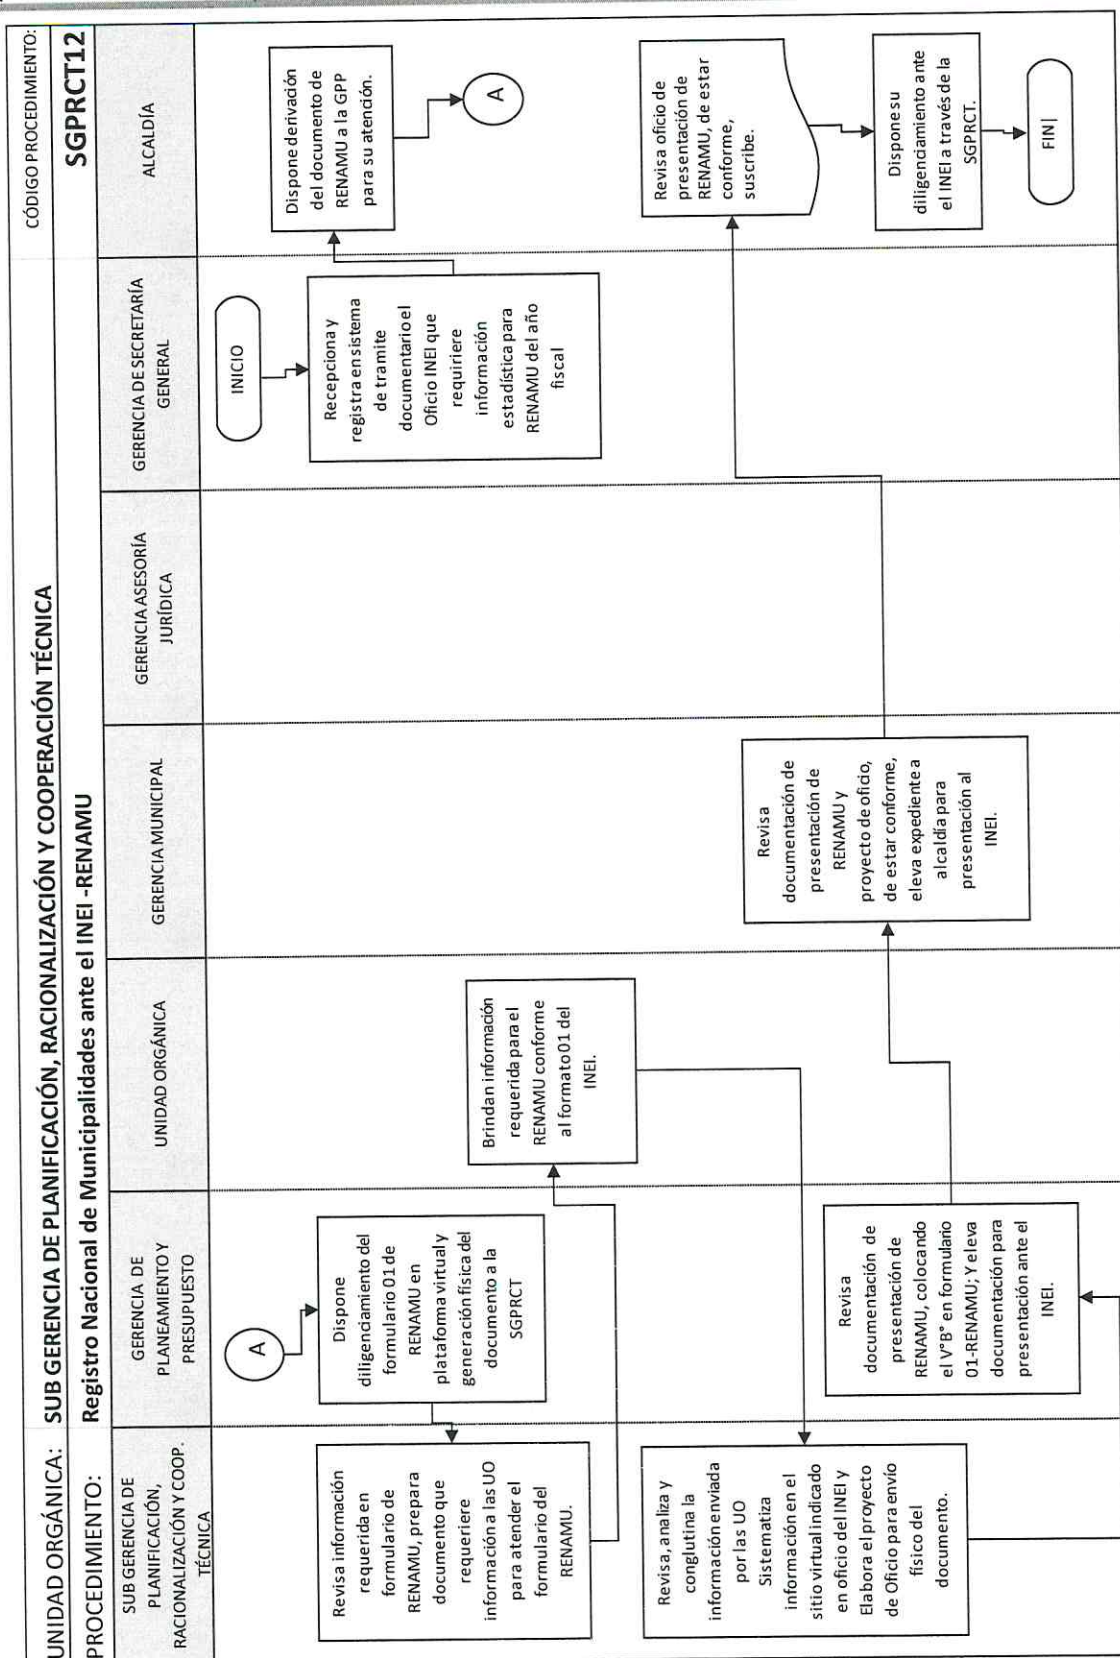 UNIDAD ORGÁNICA: SUB GERENCIA DE PLANIFICACIÓN, RACIONALIZACIÓN Y COOPERACIÓN TÉCNICA
CÓDIGO PROCEDIMIENTO:
PROCEDIMIENTO: Registro Nacional de Municipalidades ante el INEI -RENAMU
SGPRCT12
SUB GERENCIA DE
PLANIFICACIÓN,
RACIONALIZACIÓN Y COOP.
TÉCNICA
GERENCIA DE
PLANEAMIENTO Y
PRESUPUESTO
UNIDAD ORGÁNICA
GERENCIA MUNICIPAL
GERENCIA ASESORÍA
JURÍDICA
GERENCIA DE SECRETARÍA
GENERAL
ALCALDÍA
INICIO
Recepciona y
registra en sistema
de tramite
documentario el
Oficio INEI que
requiriere
información
estadística para
RENAMU del año
fiscal
Dispone derivación
del documento de
RENAMU a la GPP
para su atención.
A
A
Dispone
diligendamiento del
formulario 01 de
RENAMU en
plataforma virtual y
generación física del
documento a la
SGPRCT
Revisa información
requerida en
formulario de
RENAMU, prepara
documento que
requeriere
información a las UO
para atender el
formulario del
RENAMU.
Brindan información
requerida para el
RENAMU conforme
al formato 01 del
INEI.
Revisa, analiza y
conglutina la
información enviada
por las UO
Sistematiza
información en el
sitio virtual indicado
en oficio del INEI y
Elabora el proyecto
de Oficio para envío
físico del
documento.
Revisa
documentación de
presentación de
RENAMU, colocando
el V°B° en formulario
01-RENAMU; Y eleva
documentación para
presentación ante el
INEI.
Revisa
documentación de
presentación de
RENAMU y
proyecto de oficio,
de estar conforme,
eleva expediente a
alcaldía para
presentación al
INEI.
Revisa oficio de
presentación de
RENAMU, de estar
conforme,
suscribe.
Dispone su
diligenciamiento ante
el INEI a través de la
SGPRCT.
FIN